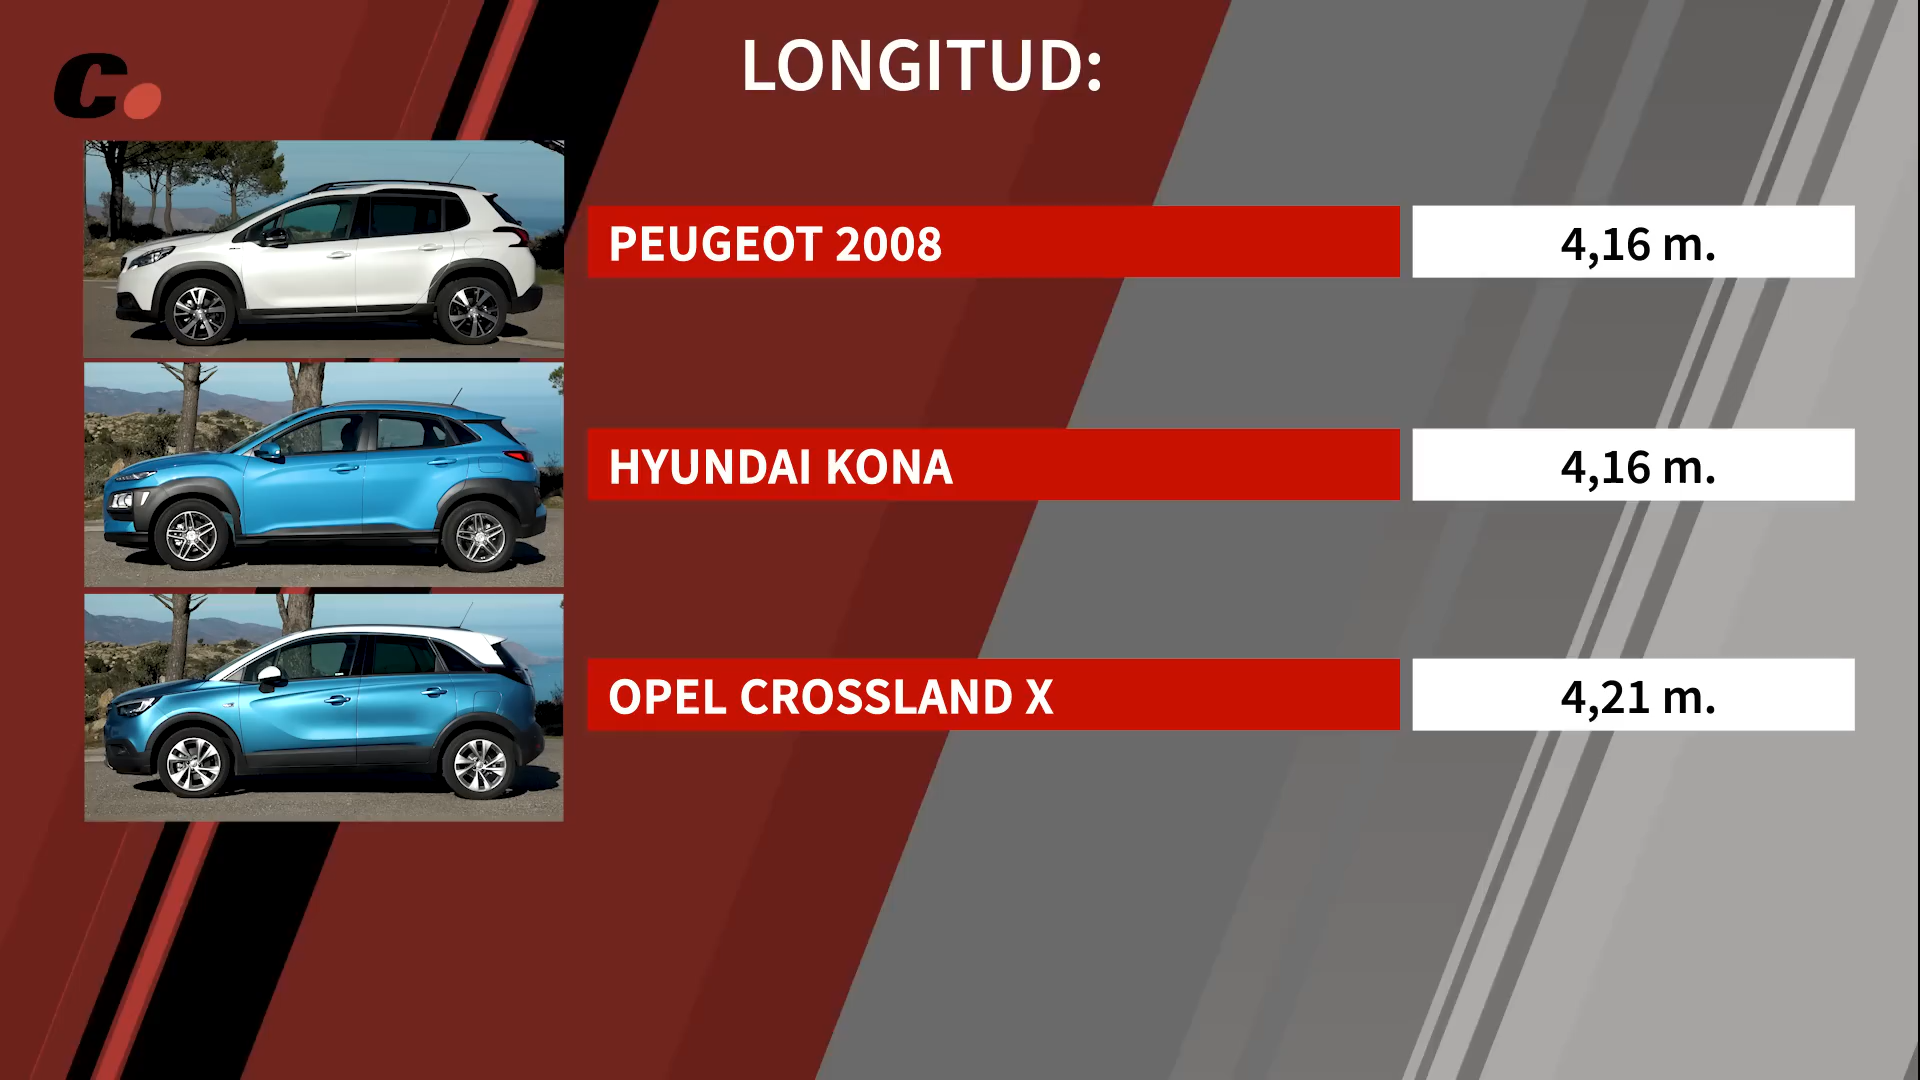 C.
LONGITUD:
PEUGEOT 2008
4,16 m.
HYUNDAI KONA
4,16 m.
OPEL CROSSLAND X
4,21 m.